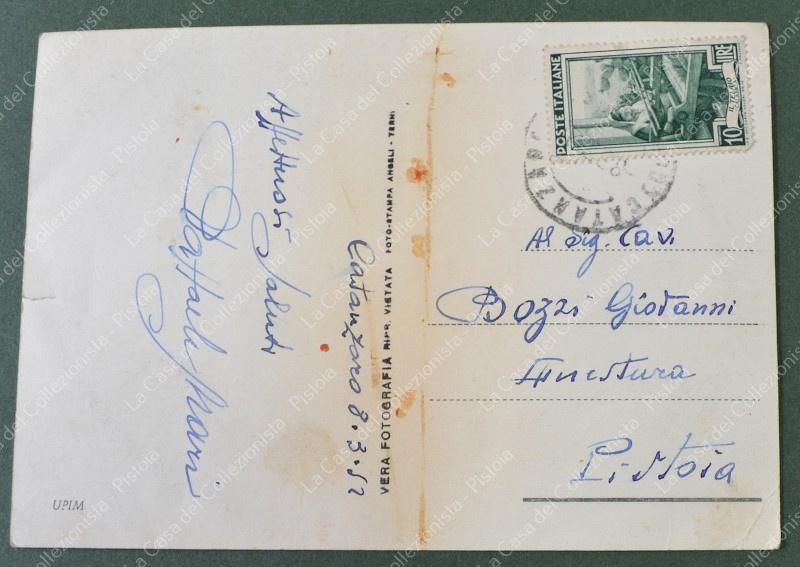 Affettuosi
Saluti
Raffaele
Catanzaro 8.3.52
VERA FOTOGRAFIA RIPR. VIETATA FOTO-STAMPA ANGELI - TERNI
UPIM
POSTE ITALIANE
10 LIRE
CATANZARO
Al Sig. Cav.
Bozzi Giovanni
Questura
Pistoia
La Casa del Collezionista - Pistoia